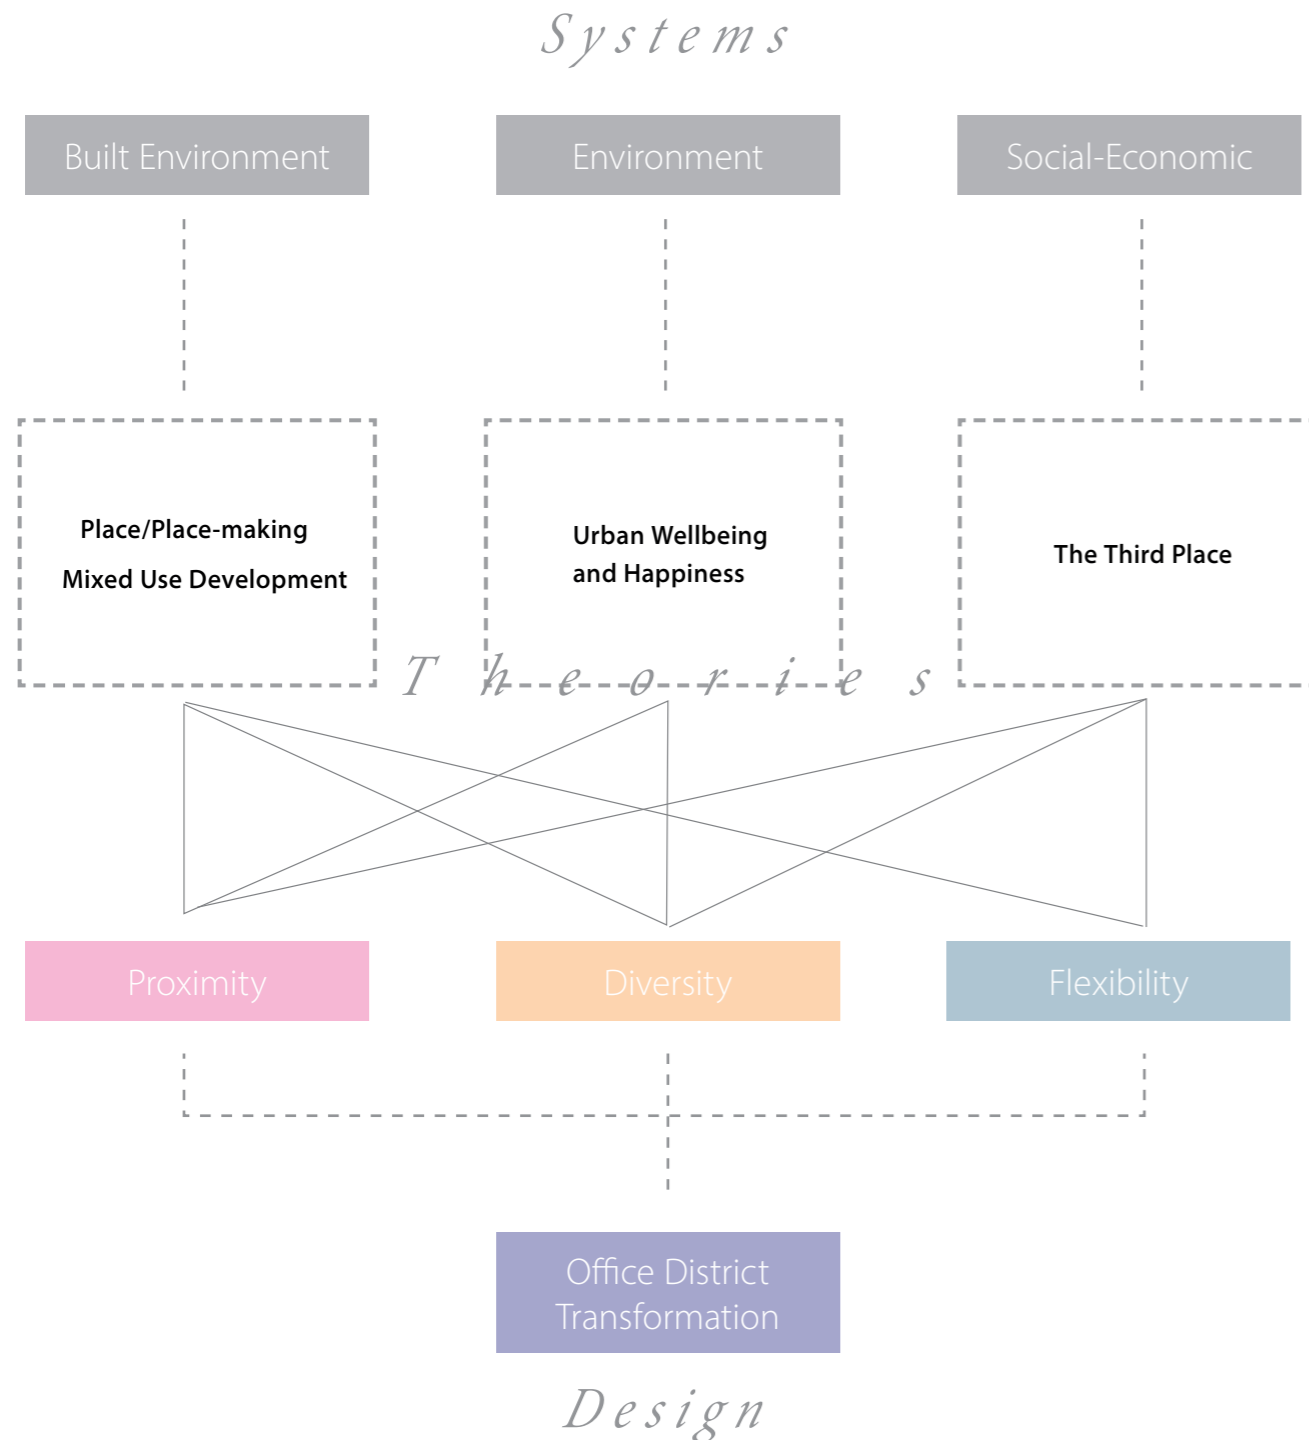 Systems
Built Environment
Environment
Social-Economic
Place/Place-making
Mixed Use Development
Urban Wellbeing
and Happiness
The Third Place
Theories
Proximity
Diversity
Flexibility
Office District
Transformation
Design